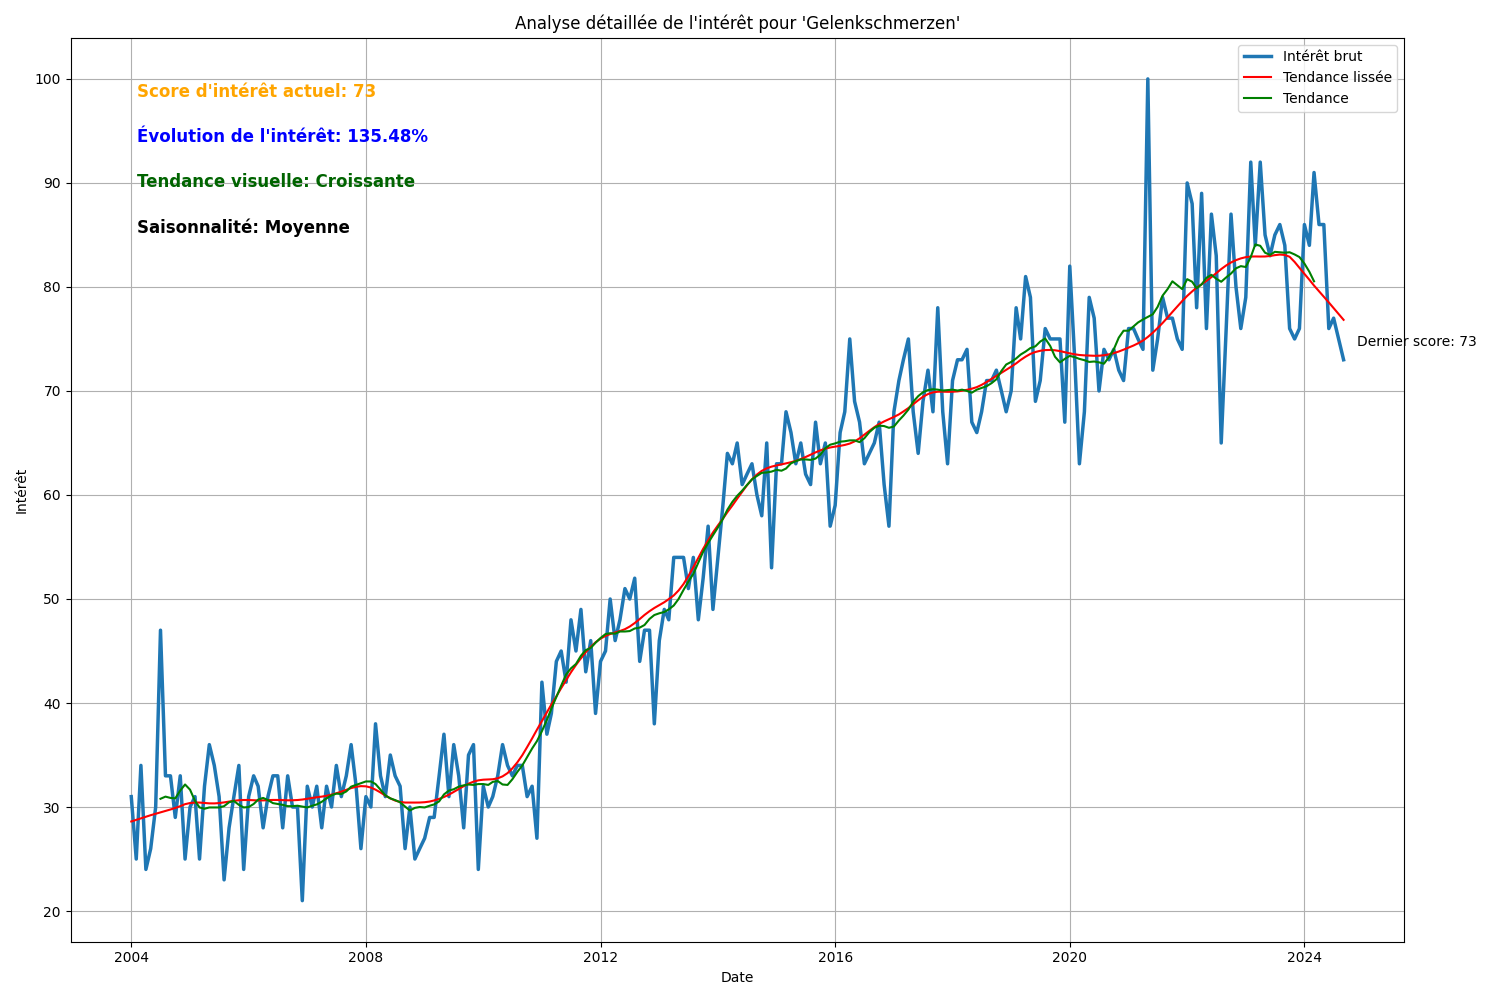 Analyse détaillée de l'intérêt pour 'Gelenkschmerzen'
Intérêt brut
Tendance lissée
Tendance
Score d'intérêt actuel: 73
Évolution de l'intérêt: 135.48%
Tendance visuelle: Croissante
Saisonnalité: Moyenne
Dernier score: 73
Intérêt
100
90
80
70
60
50
40
30
20
2004
2008
2012
2016
2020
2024
Date